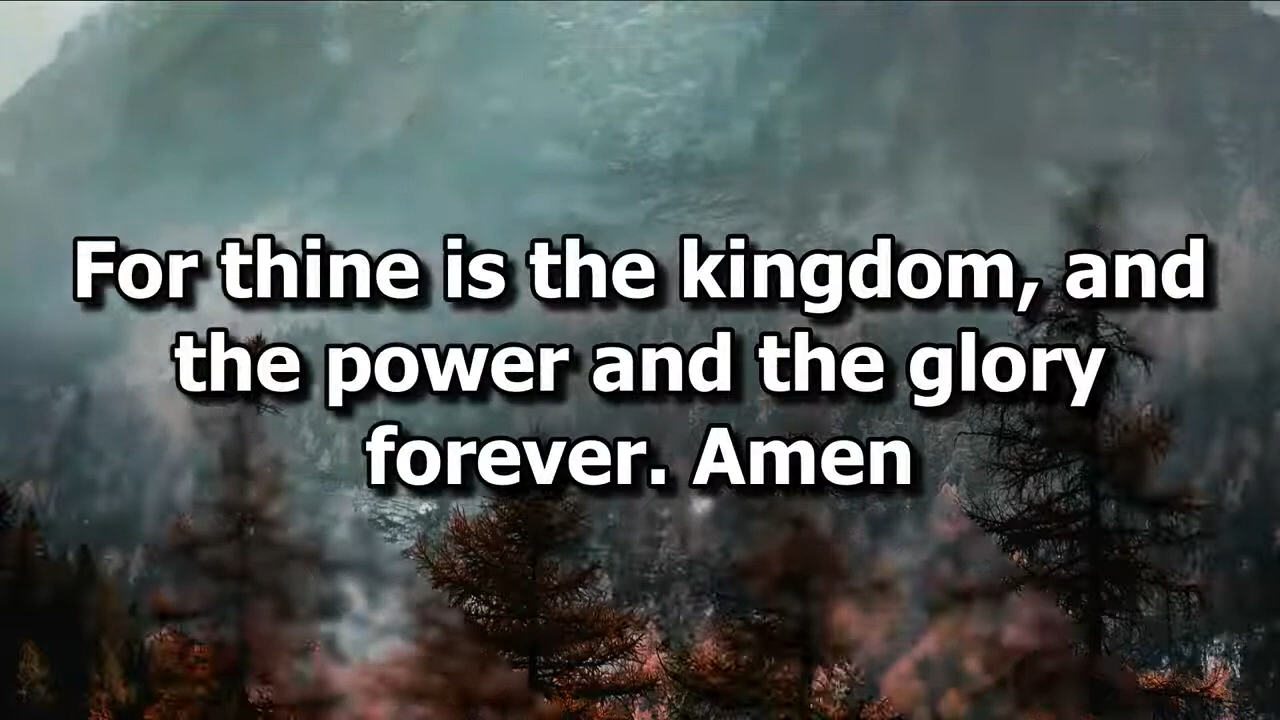 For thine is the kingdom, and
the power and the glory
forever. Amen